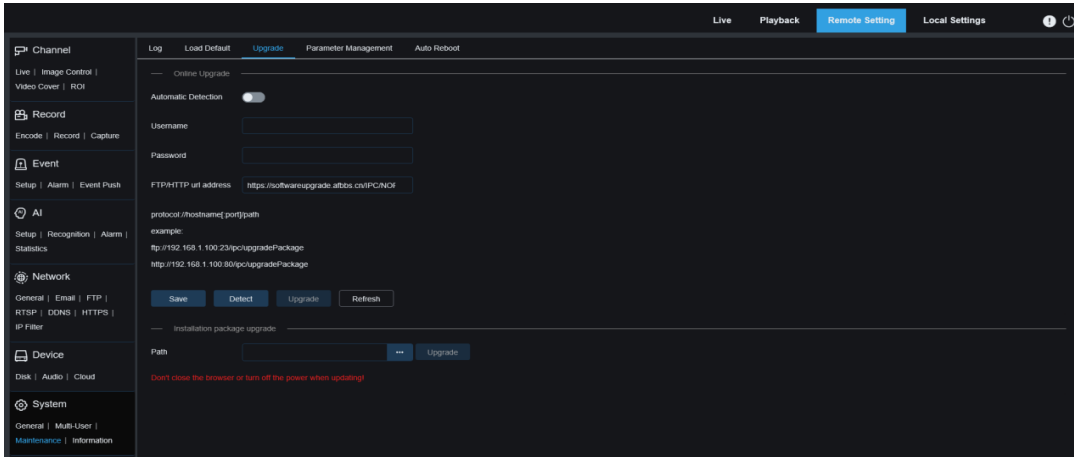 Live Playback Remote Setting Local Settings
Channel
Live | Image Control |
Video Cover | ROI
Record
Encode | Record | Capture
Event
Setup | Alarm | Event Push
AI
Setup | Recognition | Alarm |
Statistics
Network
General | Email | FTP |
RTSP | DDNS | HTTPS |
IP Filter
Device
Disk | Audio | Cloud
System
General | Multi-User |
Maintenance | Information
Log Load Default Upgrade Parameter Management Auto Reboot
Online Upgrade
Automatic Detection
Username
Password
FTP/HTTP url address https://softwareupgrade.afbbs.cn/IPC/NOF
protocol://hostname[:port]/path
example:
ftp://192.168.1.100:23/ipc/upgradePackage
http://192.168.1.100:80/ipc/upgradePackage
Save Detect Upgrade Refresh
Installation package upgrade
Path ... Upgrade
Don't close the browser or turn off the power when updating!